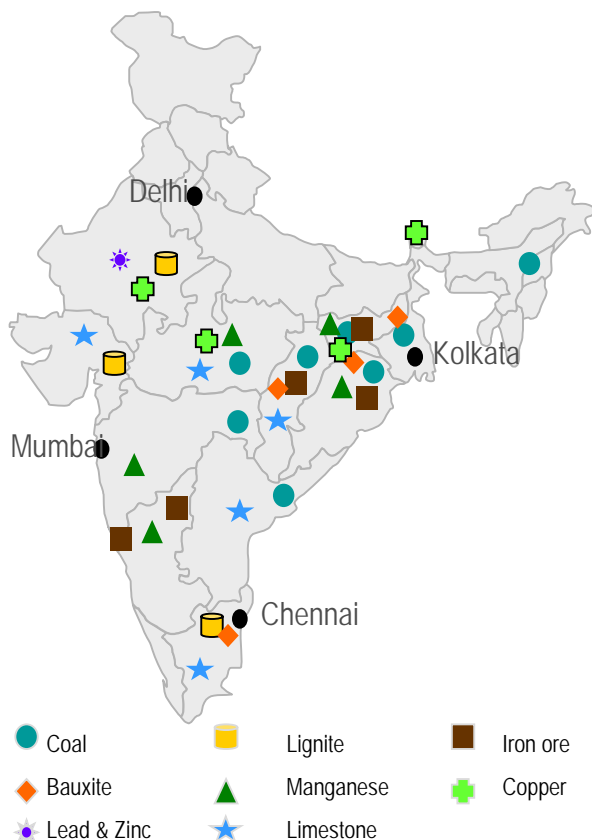 Delhi
Kolkata
Mumbai
Chennai
Coal
Lignite
Iron ore
Bauxite
Manganese
Copper
Lead & Zinc
Limestone